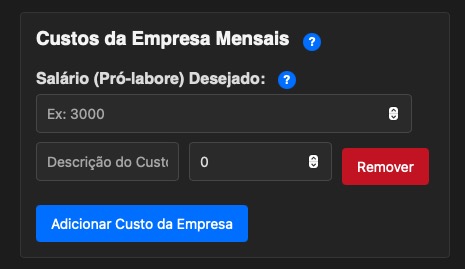 Custos da Empresa Mensais ?
Salário (Pró-labore) Desejado: ?
Ex: 3000
Descrição do Custo 0 Remover
Adicionar Custo da Empresa